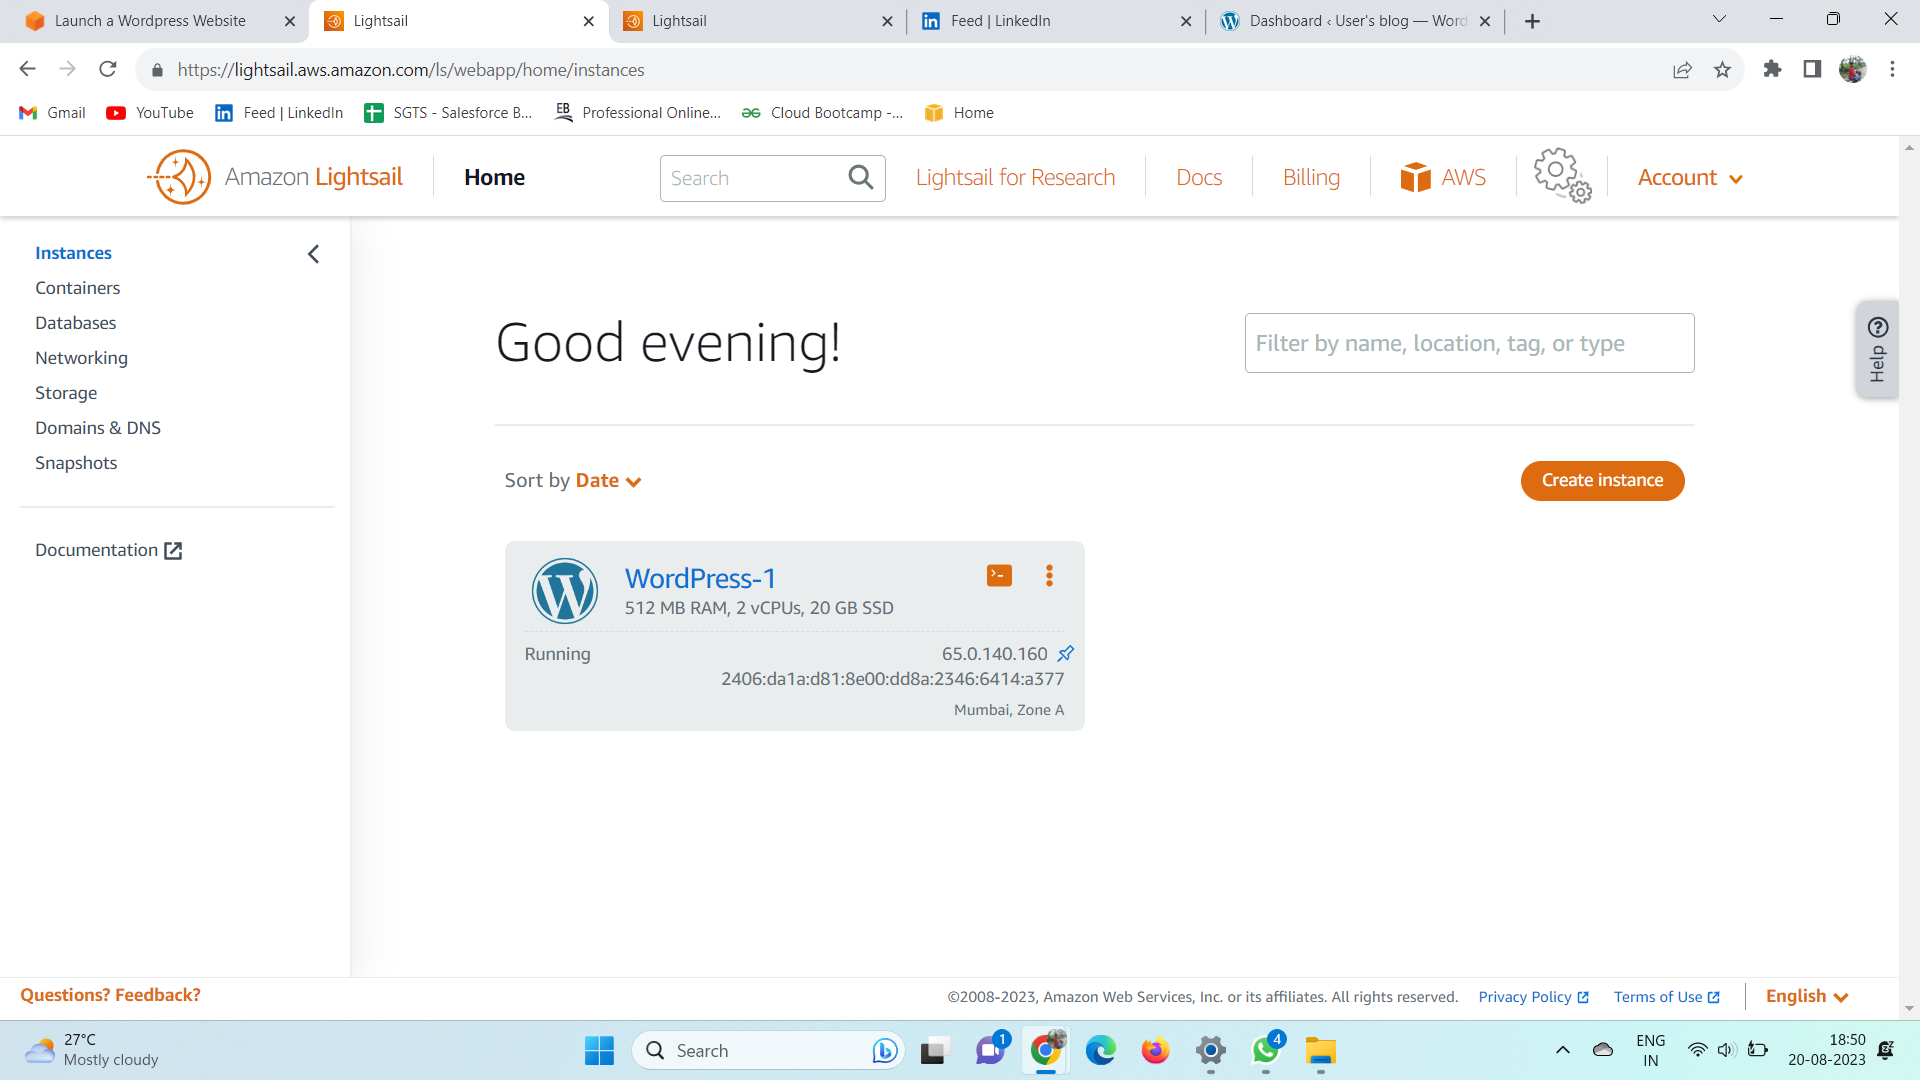 Launch a Wordpress Website
Lightsail
Lightsail
Feed | LinkedIn
Dashboard ‹ User's blog — Word
https://lightsail.aws.amazon.com/ls/webapp/home/instances
Gmail
YouTube
Feed | LinkedIn
SGTS - Salesforce B...
EB
Professional Online...
Cloud Bootcamp -...
Home
Amazon Lightsail
Home
Search
Lightsail for Research
Docs
Billing
AWS
Account
Instances
Containers
Databases
Networking
Storage
Domains & DNS
Snapshots
Documentation
Good evening!
Filter by name, location, tag, or type
Help
Sort by Date
Create instance
WordPress-1
512 MB RAM, 2 vCPUs, 20 GB SSD
Running
65.0.140.160
2406:da1a:d81:8e00:dd8a:2346:6414:a377
Mumbai, Zone A
Questions? Feedback?
©2008-2023, Amazon Web Services, Inc. or its affiliates. All rights reserved.
Privacy Policy
Terms of Use
English
27°C
Mostly cloudy
Search
1
4
ENG
IN
18:50
20-08-2023